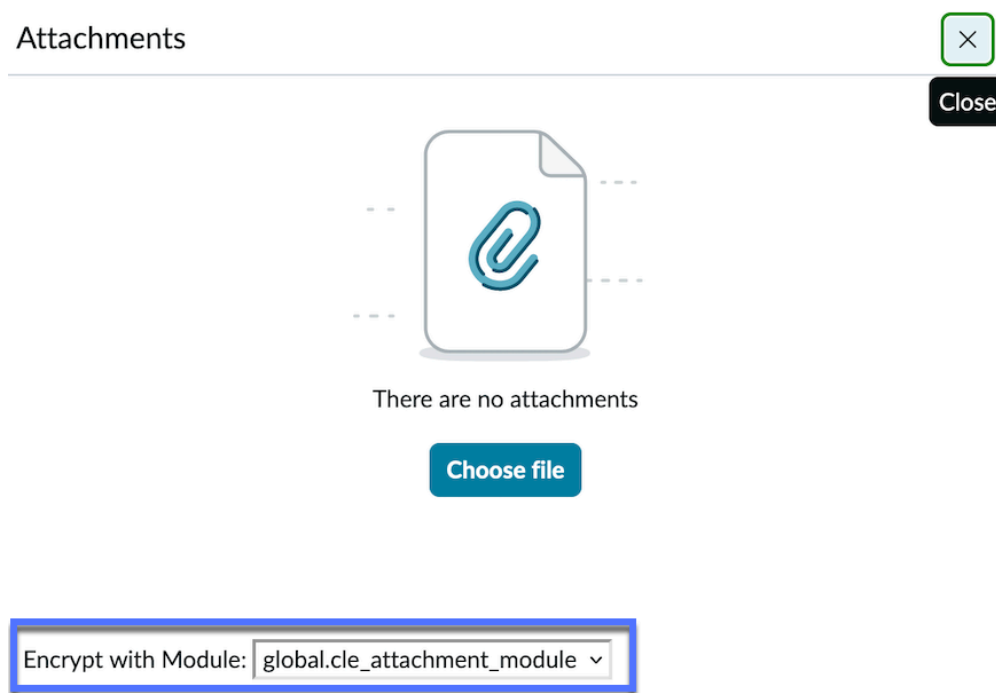 Attachments
Close
There are no attachments
Choose file
Encrypt with Module: global.cle_attachment_module